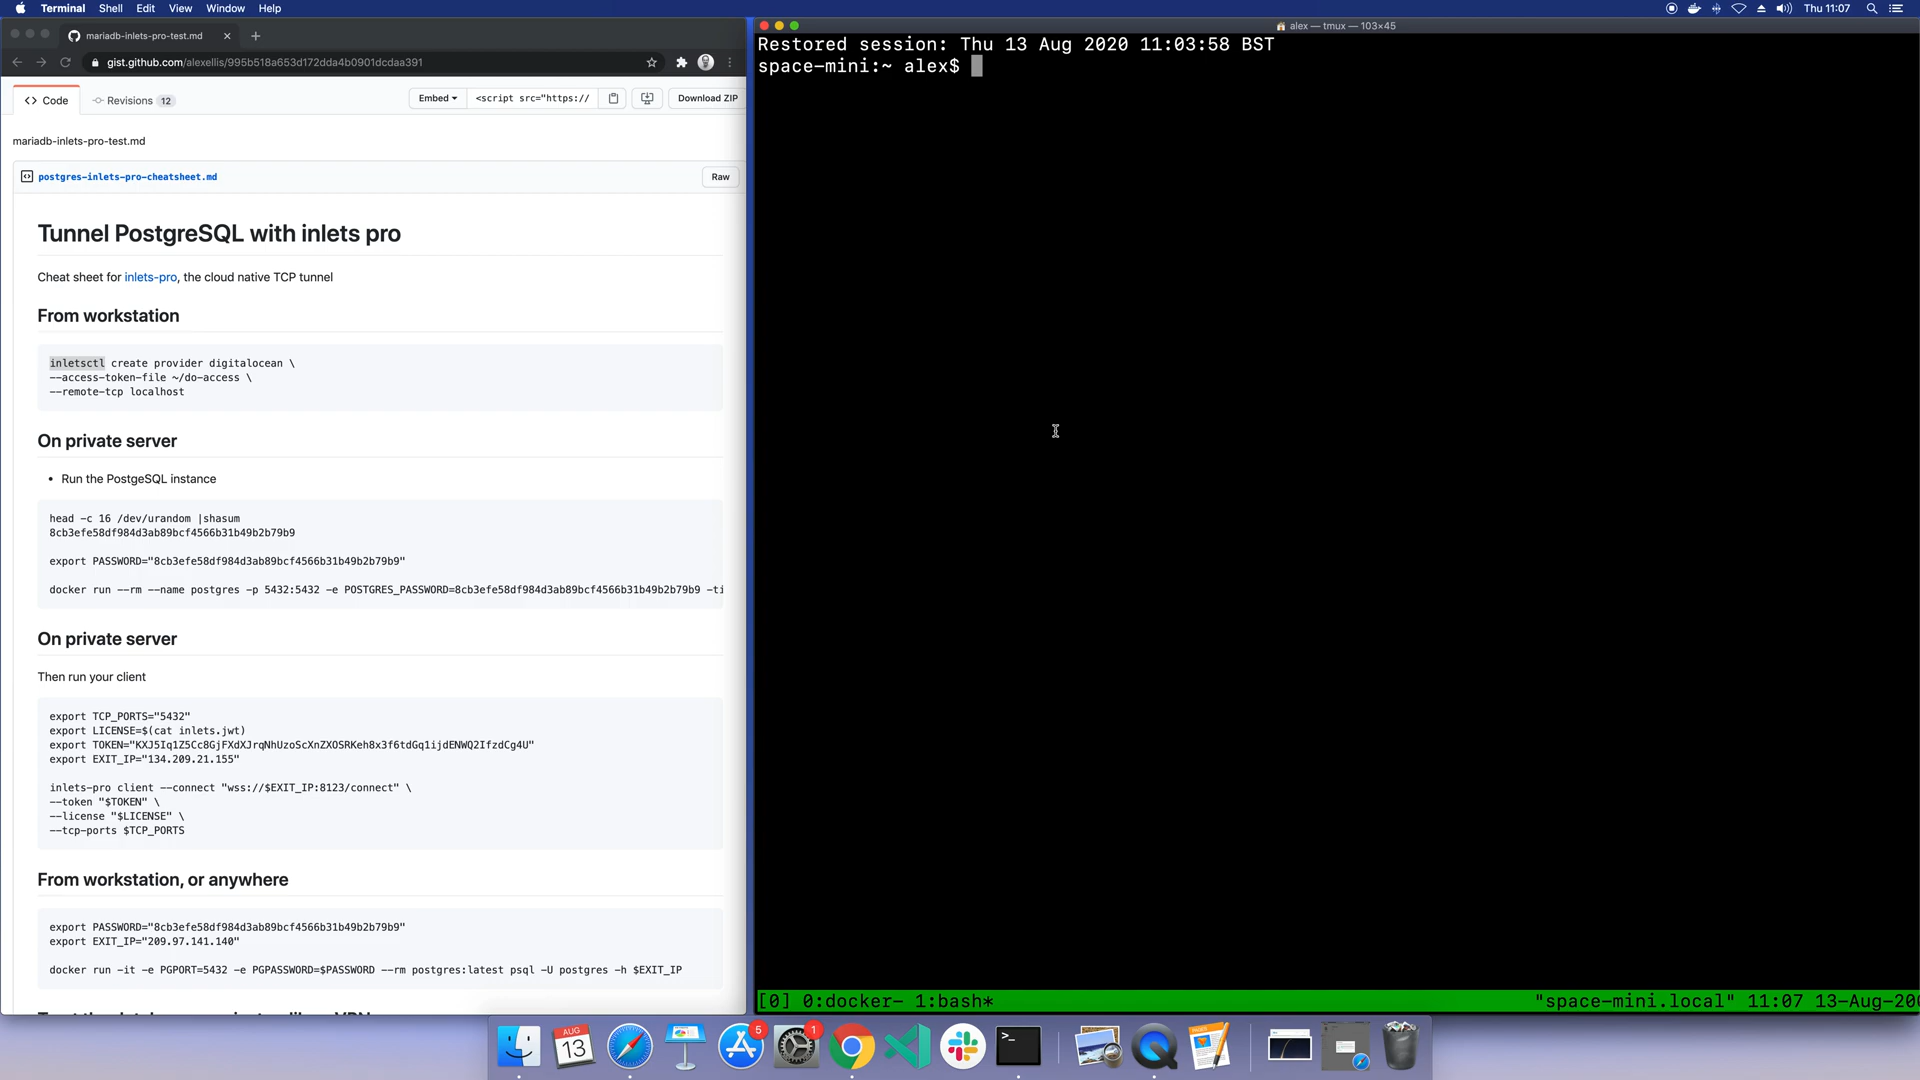 Terminal Shell Edit View Window Help
Thu 11:07
mariadb-inlets-pro-test.md
gist.github.com/alexellis/995b518a653d172dda4b0901dcdaa391
Code
Revisions 12
Embed
<script src="https://
Download ZIP
mariadb-inlets-pro-test.md
postgres-inlets-pro-cheatsheet.md
Raw
Tunnel PostgreSQL with inlets pro
Cheat sheet for inlets-pro, the cloud native TCP tunnel
From workstation
inletsctl create provider digitalocean \
--access-token-file ~/do-access \
--remote-tcp localhost
On private server
• Run the PostgeSQL instance
head -c 16 /dev/urandom |shasum
8cb3efe58df984d3ab89bcf4566b31b49b2b79b9
export PASSWORD="8cb3efe58df984d3ab89bcf4566b31b49b2b79b9"
docker run --rm --name postgres -p 5432:5432 -e POSTGRES_PASSWORD=8cb3efe58df984d3ab89bcf4566b31b49b2b79b9 -ti
On private server
Then run your client
export TCP_PORTS="5432"
export LICENSE=$(cat inlets.jwt)
export TOKEN="KXJ5Iq1Z5Cc8GjFXdXJrqNhUzoScXnZXOSRKeh8x3f6tdGq1ijdENWQ2IfzdCg4U"
export EXIT_IP="134.209.21.155"
inlets-pro client --connect "wss://$EXIT_IP:8123/connect" \
--token "$TOKEN" \
--license "$LICENSE" \
--tcp-ports $TCP_PORTS
From workstation, or anywhere
export PASSWORD="8cb3efe58df984d3ab89bcf4566b31b49b2b79b9"
export EXIT_IP="209.97.141.140"
docker run -it -e PGPORT=5432 -e PGPASSWORD=$PASSWORD --rm postgres:latest psql -U postgres -h $EXIT_IP
alex — tmux — 103×45
Restored session: Thu 13 Aug 2020 11:03:58 BST
space-mini:~ alex$
[0] 0:docker- 1:bash*
"space-mini.local" 11:07 13-Aug-20
AUG
13
5
1
>_
PAGES